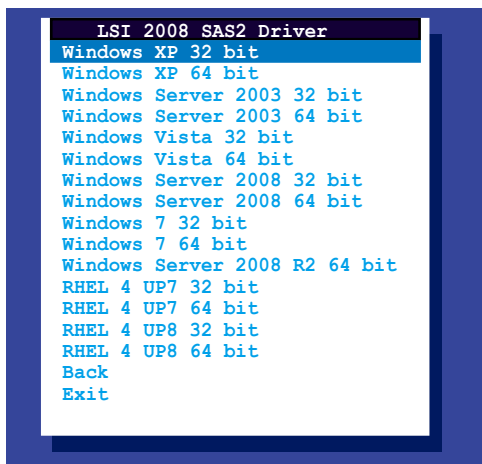 LSI 2008 SAS2 Driver
Windows XP 32 bit
Windows XP 64 bit
Windows Server 2003 32 bit
Windows Server 2003 64 bit
Windows Vista 32 bit
Windows Vista 64 bit
Windows Server 2008 32 bit
Windows Server 2008 64 bit
Windows 7 32 bit
Windows 7 64 bit
Windows Server 2008 R2 64 bit
RHEL 4 UP7 32 bit
RHEL 4 UP7 64 bit
RHEL 4 UP8 32 bit
RHEL 4 UP8 64 bit
Back
Exit